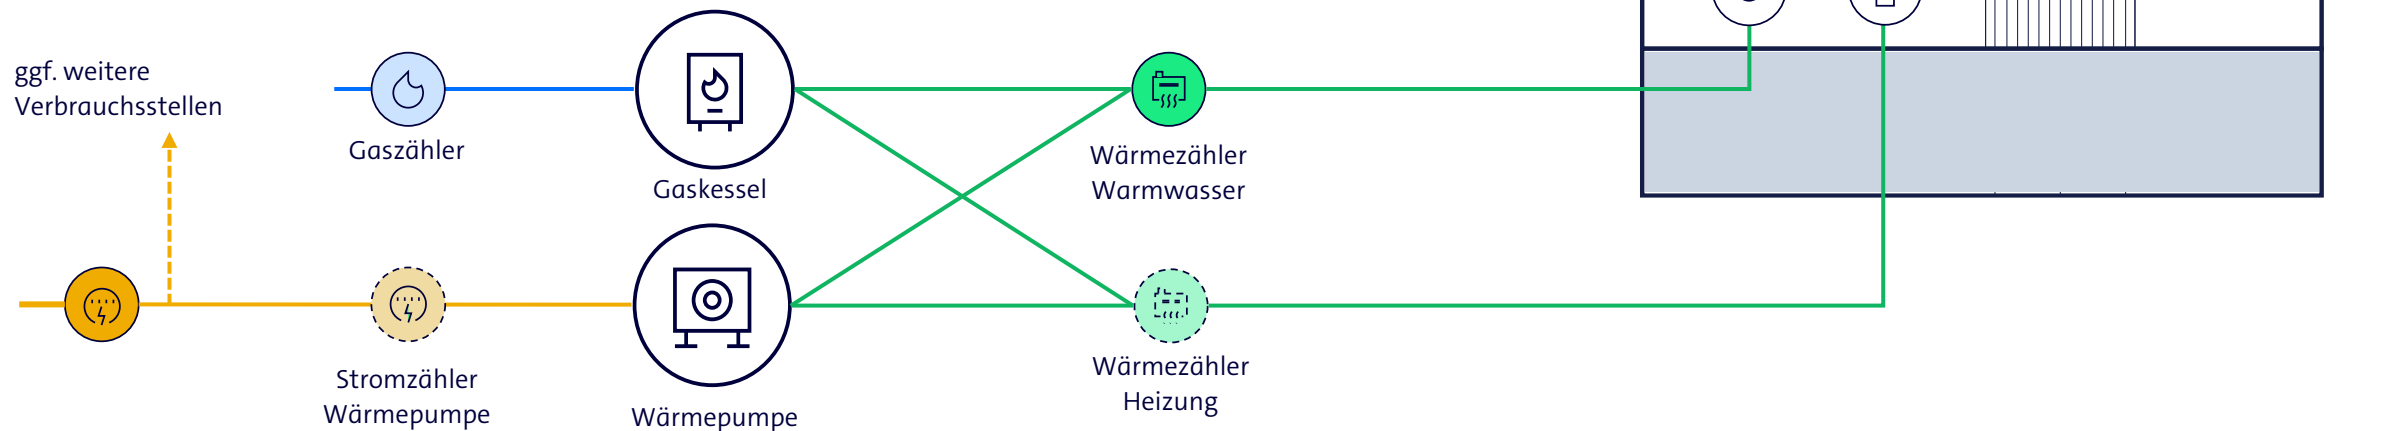 ggf. weitere
Verbrauchsstellen
Gaszähler
Gaskessel
Wärmezähler
Warmwasser
Stromzähler
Wärmepumpe
Wärmepumpe
Wärmezähler
Heizung